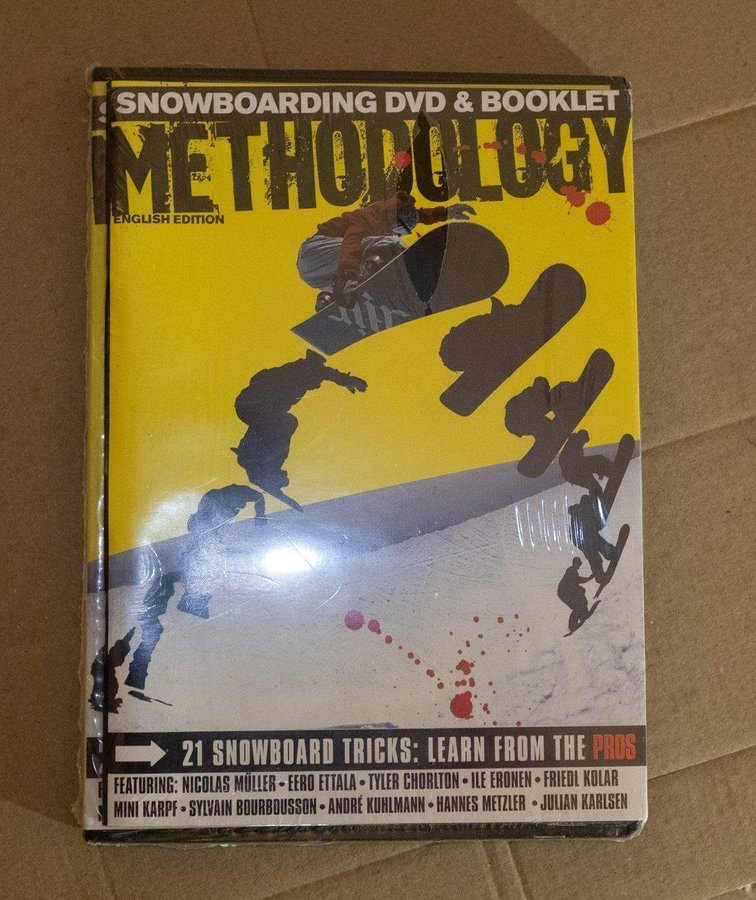 SNOWBOARDING DVD & BOOKLET
METHODOLOGY
ENGLISH EDITION
21 SNOWBOARD TRICKS: LEARN FROM THE PROS
FEATURING: NICOLAS MÜLLER • EERO ETTALA • TYLER CHORLTON • ILE ERONEN • FRIEDL KOLAR
MINI KARPF • SYLVAIN BOURBOUSSON • ANDRÉ KUHLMANN • HANNES METZLER • JULIAN KARLSEN